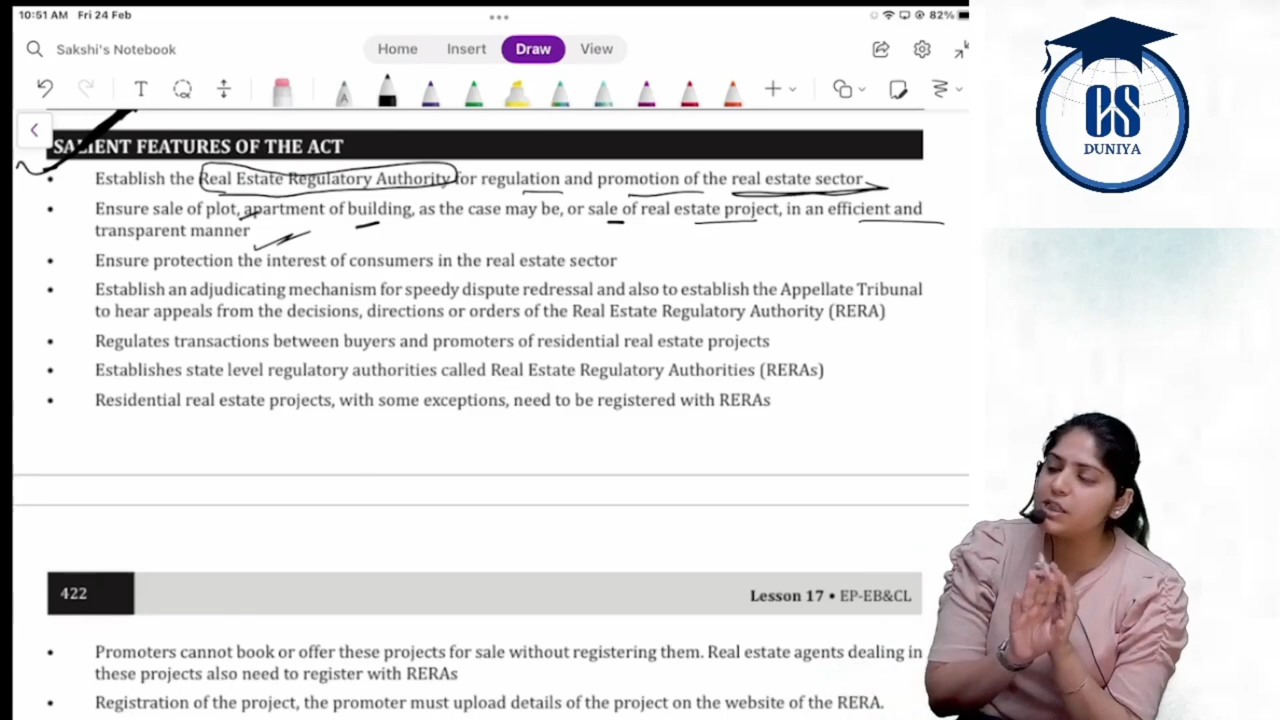 10:51 AM Fri 24 Feb
82%
Sakshi's Notebook
Home Insert Draw View
T
A
SALIENT FEATURES OF THE ACT
• Establish the Real Estate Regulatory Authority for regulation and promotion of the real estate sector
• Ensure sale of plot, apartment of building, as the case may be, or sale of real estate project, in an efficient and
transparent manner
• Ensure protection the interest of consumers in the real estate sector
• Establish an adjudicating mechanism for speedy dispute redressal and also to establish the Appellate Tribunal
to hear appeals from the decisions, directions or orders of the Real Estate Regulatory Authority (RERA)
• Regulates transactions between buyers and promoters of residential real estate projects
• Establishes state level regulatory authorities called Real Estate Regulatory Authorities (RERAs)
• Residential real estate projects, with some exceptions, need to be registered with RERAs
422
Lesson 17 • EP-EB&CL
• Promoters cannot book or offer these projects for sale without registering them. Real estate agents dealing in
these projects also need to register with RERAs
• Registration of the project, the promoter must upload details of the project on the website of the RERA.
CS
DUNIYA